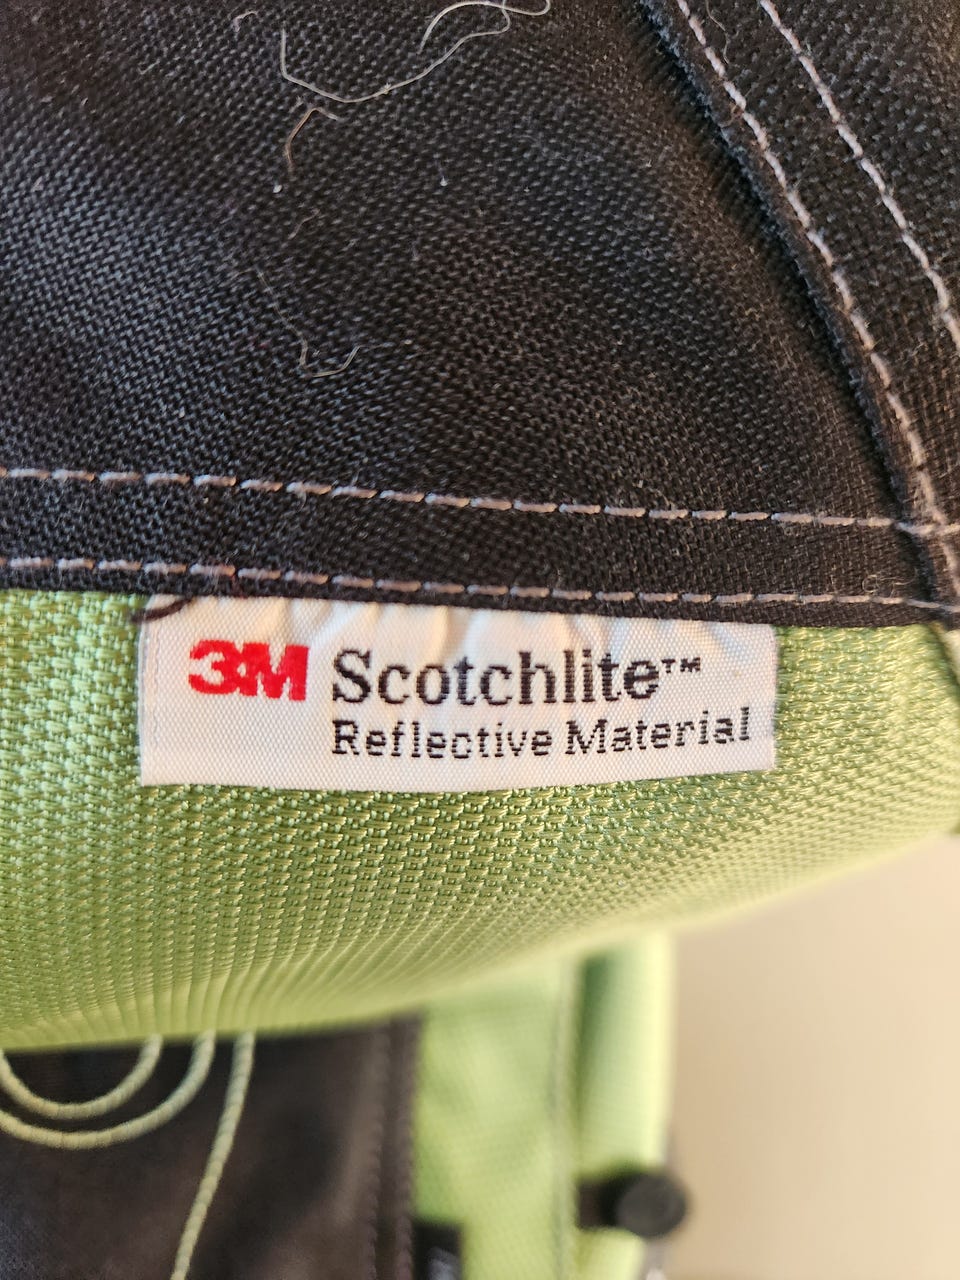 3M Scotchlite™
Reflective Material